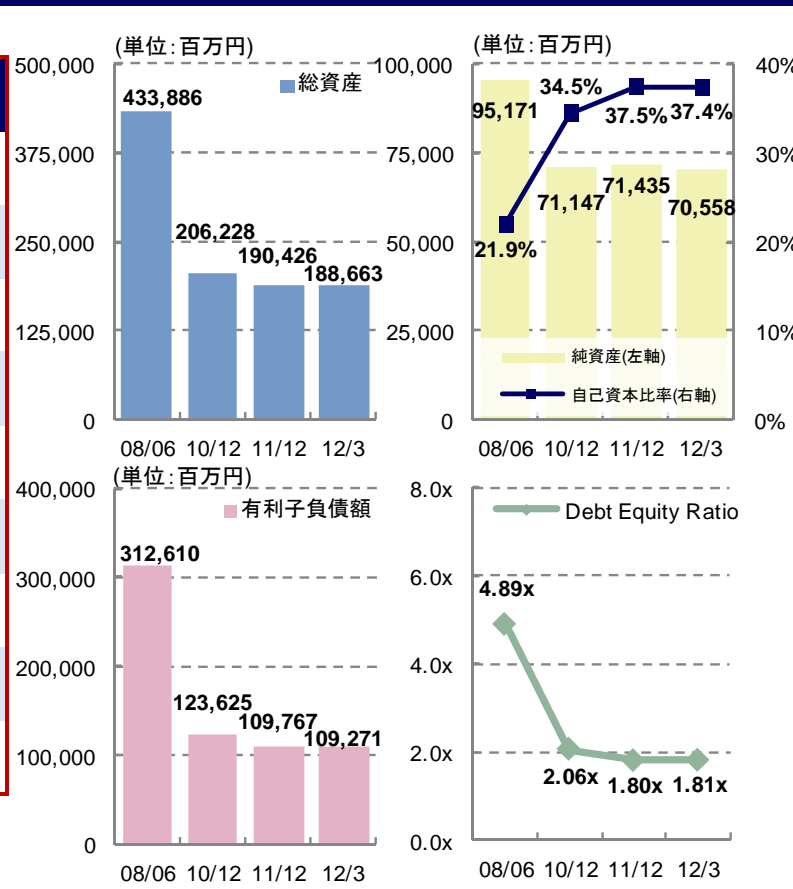 (単位:百万円)
500,000
375,000
250,000
125,000
0
総資産
433,886
206,228
190,426
188,663
08/06 10/12 11/12 12/3
(単位:百万円)
100,000
75,000
50,000
25,000
0
40%
30%
20%
10%
0%
95,171
71,147
71,435
70,558
21.9%
34.5%
37.5%
37.4%
純資産(左軸)
自己資本比率(右軸)
08/06 10/12 11/12 12/3
(単位:百万円)
400,000
300,000
200,000
100,000
0
有利子負債額
312,610
123,625
109,767
109,271
08/06 10/12 11/12 12/3
8.0x
6.0x
4.0x
2.0x
0.0x
Debt Equity Ratio
4.89x
2.06x
1.80x
1.81x
08/06 10/12 11/12 12/3